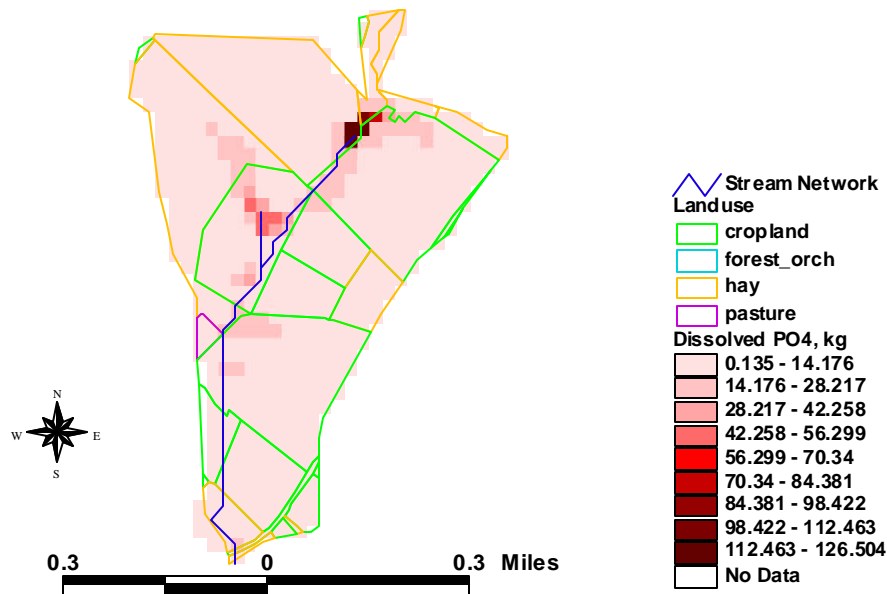 Stream Network
Landuse
cropland
forest_orch
hay
pasture
Dissolved PO4, kg
0.135 - 14.176
14.176 - 28.217
28.217 - 42.258
42.258 - 56.299
56.299 - 70.34
70.34 - 84.381
84.381 - 98.422
98.422 - 112.463
112.463 - 126.504
No Data
N
W E
S
0.3 0 0.3 Miles